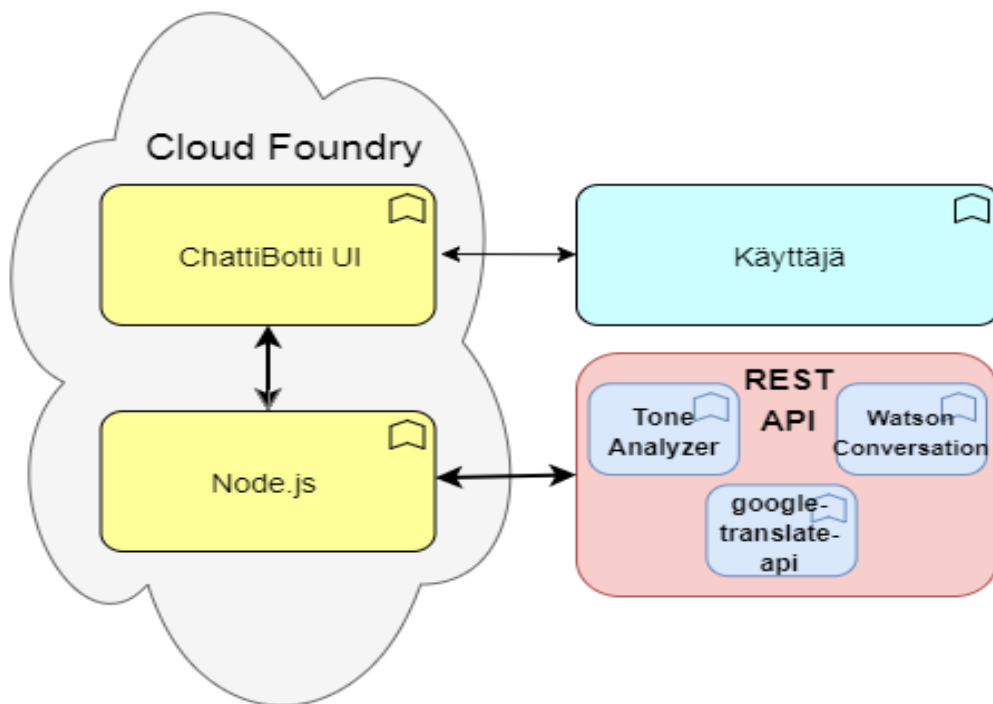 Cloud Foundry
ChattiBotti UI
Käyttäjä
Node.js
REST
API
Tone
Analyzer
Watson
Conversation
google-
translate-
api